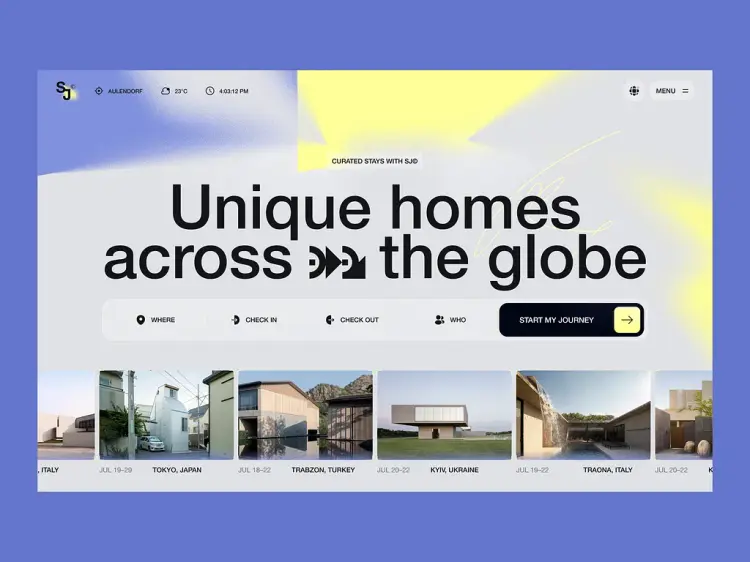 SJ
AULENDORF 23°C 4:03:12 PM MENU
CURATED STAYS WITH SJ©
Unique homes
across the globe
WHERE CHECK IN CHECK OUT WHO START MY JOURNEY
, ITALY JUL 19–29 TOKYO, JAPAN JUL 18–22 TRABZON, TURKEY JUL 20–22 KYIV, UKRAINE JUL 19–22 TRAONA, ITALY JUL 20–22 K